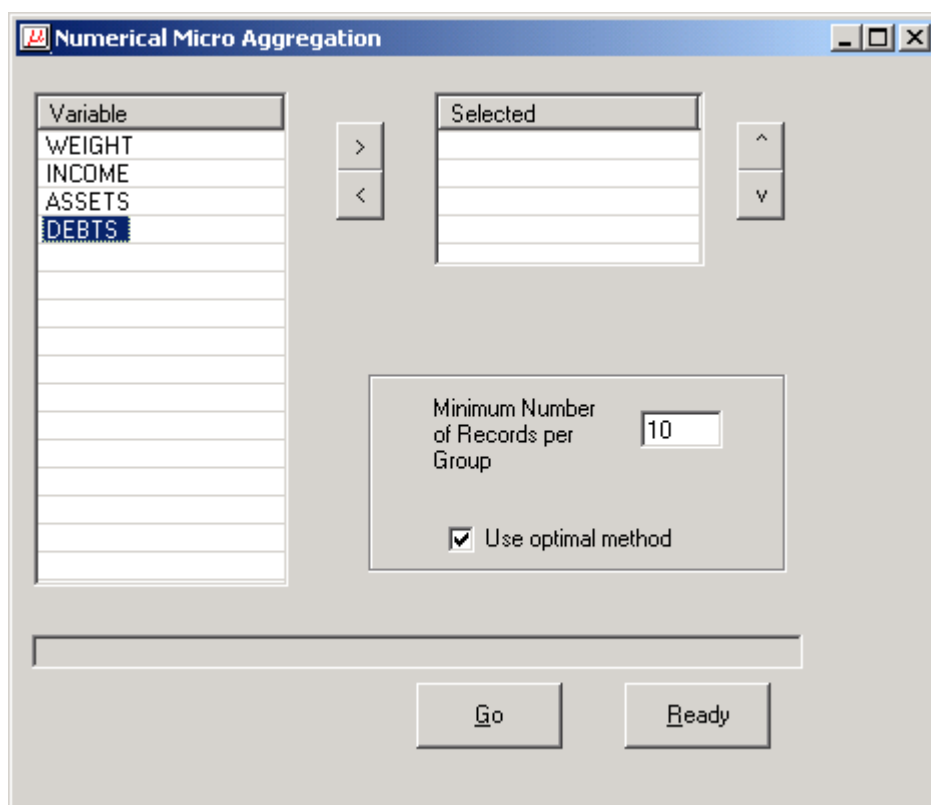 µ Numerical Micro Aggregation
Variable
WEIGHT
INCOME
ASSETS
DEBTS
>
<
Selected
^
v
Minimum Number
of Records per
Group
10
Use optimal method
Go
Ready